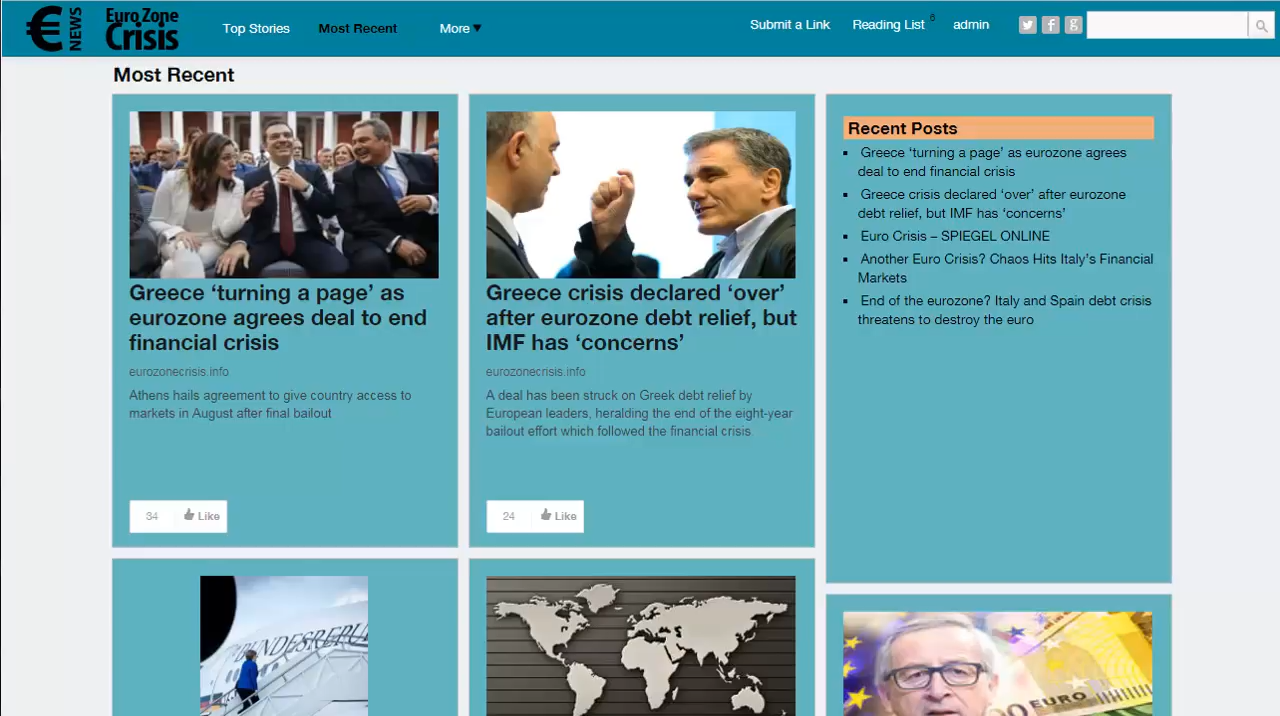 € NEWS
Euro Zone
Crisis
Top Stories
Most Recent
More ▼
Submit a Link
Reading List 6
admin
Most Recent
Greece ‘turning a page’ as
eurozone agrees deal to end
financial crisis
eurozonecrisis.info
Athens hails agreement to give country access to
markets in August after final bailout
34
Like
Greece crisis declared ‘over’
after eurozone debt relief, but
IMF has ‘concerns’
eurozonecrisis.info
A deal has been struck on Greek debt relief by
European leaders, heralding the end of the eight-year
bailout effort which followed the financial crisis.
24
Like
Recent Posts
Greece ‘turning a page’ as eurozone agrees
deal to end financial crisis
Greece crisis declared ‘over’ after eurozone
debt relief, but IMF has ‘concerns’
Euro Crisis – SPIEGEL ONLINE
Another Euro Crisis? Chaos Hits Italy’s Financial
Markets
End of the eurozone? Italy and Spain debt crisis
threatens to destroy the euro
BUNDESREPU
EURO